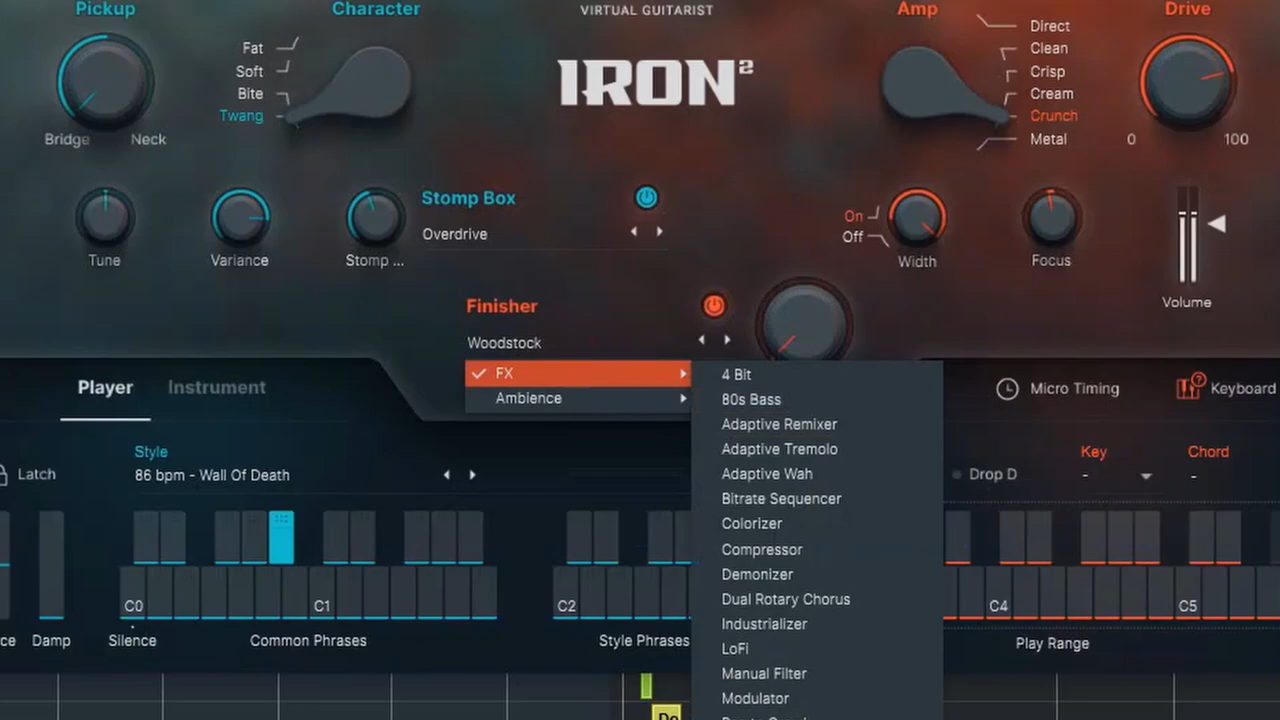 Pickup
Character
VIRTUAL GUITARIST
Amp
Drive
Fat
Soft
Bite
Twang
IRON²
Direct
Clean
Crisp
Cream
Crunch
Metal
Bridge
Neck
0
100
Stomp Box
Overdrive
On
Off
Tune
Variance
Stomp ...
Width
Focus
Volume
Finisher
Woodstock
FX
Ambience
4 Bit
80s Bass
Adaptive Remixer
Adaptive Tremolo
Adaptive Wah
Bitrate Sequencer
Colorizer
Compressor
Demonizer
Dual Rotary Chorus
Industrializer
LoFi
Manual Filter
Modulator
Player
Instrument
Micro Timing
?
Keyboard
Style
86 bpm - Wall Of Death
Latch
Drop D
Key
-
Chord
-
C0
C1
C2
C4
C5
ce
Damp
Silence
Common Phrases
Style Phrases
Play Range
Do